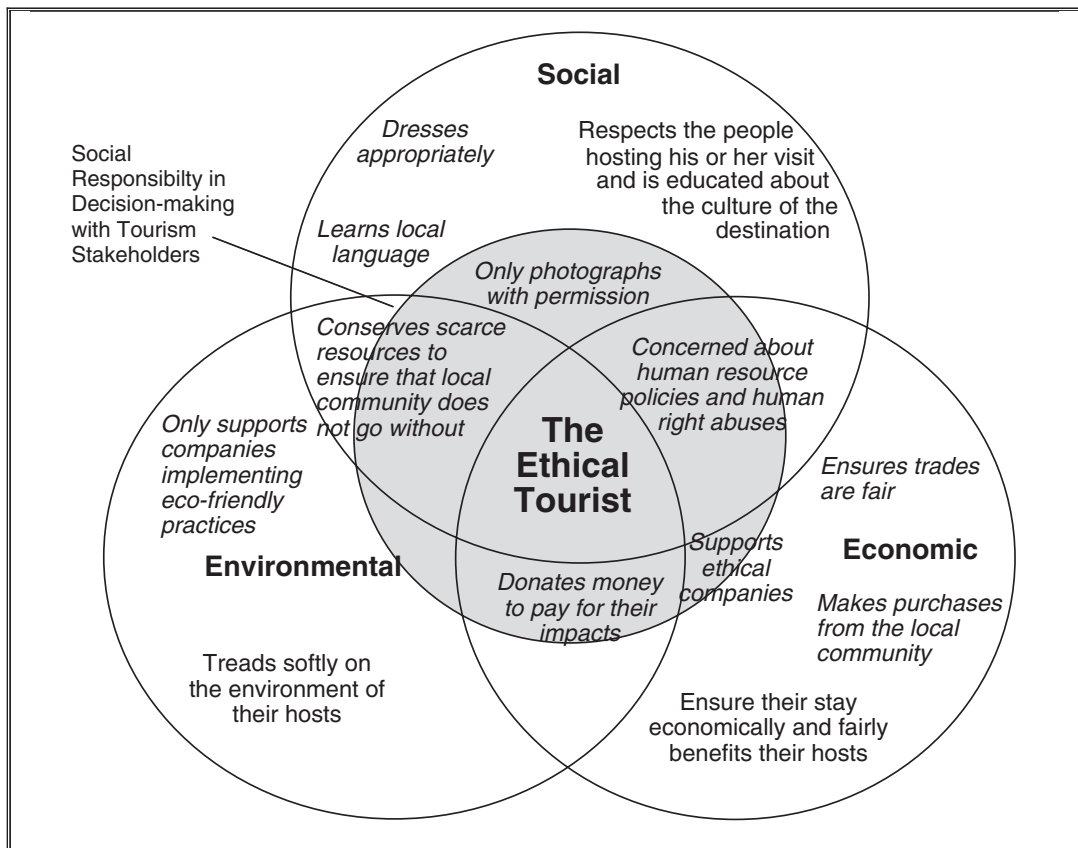 Social
Dresses
appropriately
Respects the people
hosting his or her visit
and is educated about
the culture of the
destination
Social
Responsibilty in
Decision-making
with Tourism
Stakeholders
Learns local
language
Only photographs
with permission
Conserves scarce
resources to
ensure that local
community does
not go without
Concerned about
human resource
policies and human
right abuses
The
Ethical
Tourist
Only supports
companies
implementing
eco-friendly
practices
Ensures trades
are fair
Environmental
Economic
Supports
ethical
companies
Donates money
to pay for their
impacts
Makes purchases
from the local
community
Treads softly on
the environment of
their hosts
Ensure their stay
economically and fairly
benefits their hosts